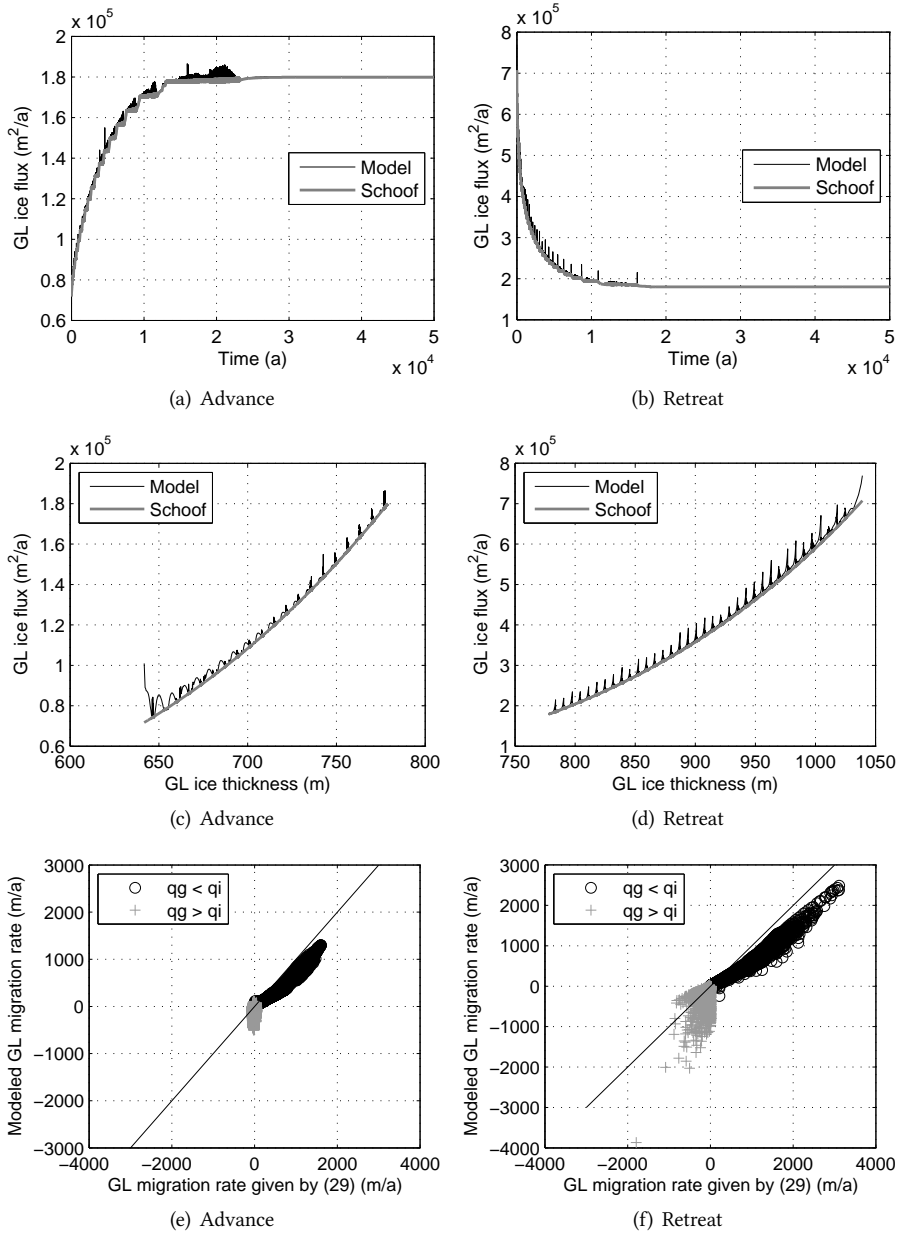 x 10^5
2
1.8
1.6
1.4
1.2
1
0.8
0.6
GL ice flux (m^2/a)
Model
Schoof
0 1 2 3 4 5
x 10^4
Time (a)
(a) Advance
x 10^5
8
7
6
5
4
3
2
1
GL ice flux (m^2/a)
Model
Schoof
0 1 2 3 4 5
x 10^4
Time (a)
(b) Retreat
x 10^5
2
1.8
1.6
1.4
1.2
1
0.8
0.6
GL ice flux (m^2/a)
Model
Schoof
600 650 700 750 800
GL ice thickness (m)
(c) Advance
x 10^5
8
7
6
5
4
3
2
1
GL ice flux (m^2/a)
Model
Schoof
750 800 850 900 950 1000 1050
GL ice thickness (m)
(d) Retreat
3000
2000
1000
0
−1000
−2000
−3000
Modeled GL migration rate (m/a)
qg < qi
qg > qi
−4000 −2000 0 2000 4000
GL migration rate given by (29) (m/a)
(e) Advance
3000
2000
1000
0
−1000
−2000
−3000
−4000
Modeled GL migration rate (m/a)
qg < qi
qg > qi
−4000 −2000 0 2000 4000
GL migration rate given by (29) (m/a)
(f) Retreat